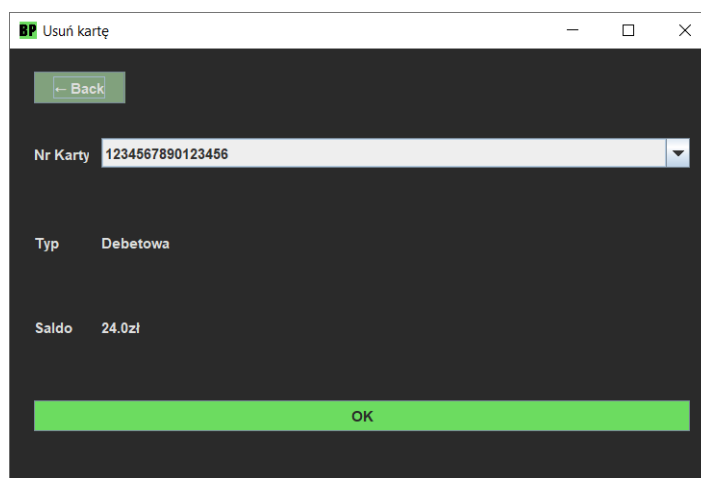 BP Usuń kartę
← Back
Nr Karty 1234567890123456
Typ Debetowa
Saldo 24.0zł
OK